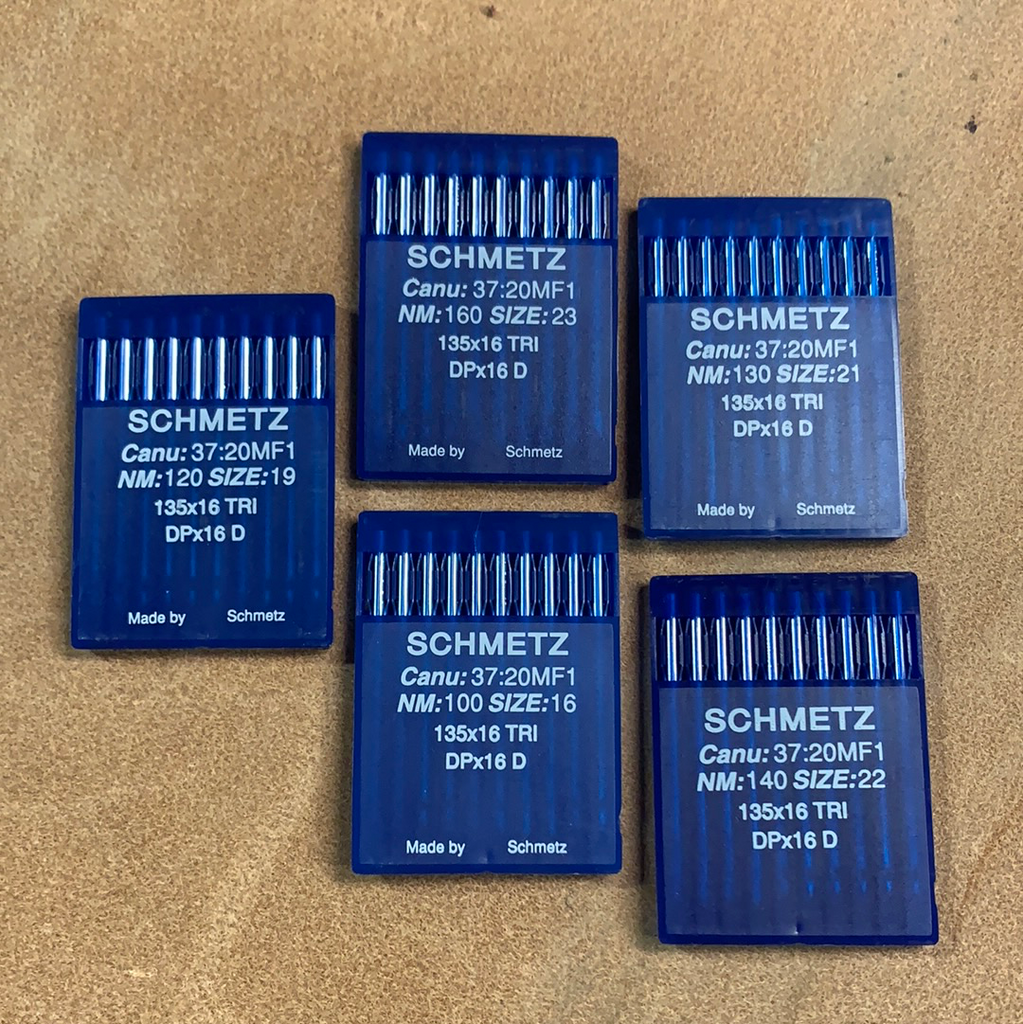 SCHMETZ
Canu: 37:20MF1
NM:160 SIZE:23
135x16 TRI
DPx16 D
Made by Schmetz
SCHMETZ
Canu: 37:20MF1
NM:130 SIZE:21
135x16 TRI
DPx16 D
Made by Schmetz
SCHMETZ
Canu: 37:20MF1
NM:120 SIZE:19
135x16 TRI
DPx16 D
Made by Schmetz
SCHMETZ
Canu: 37:20MF1
NM:100 SIZE:16
135x16 TRI
DPx16 D
Made by Schmetz
SCHMETZ
Canu: 37:20MF1
NM:140 SIZE:22
135x16 TRI
DPx16 D